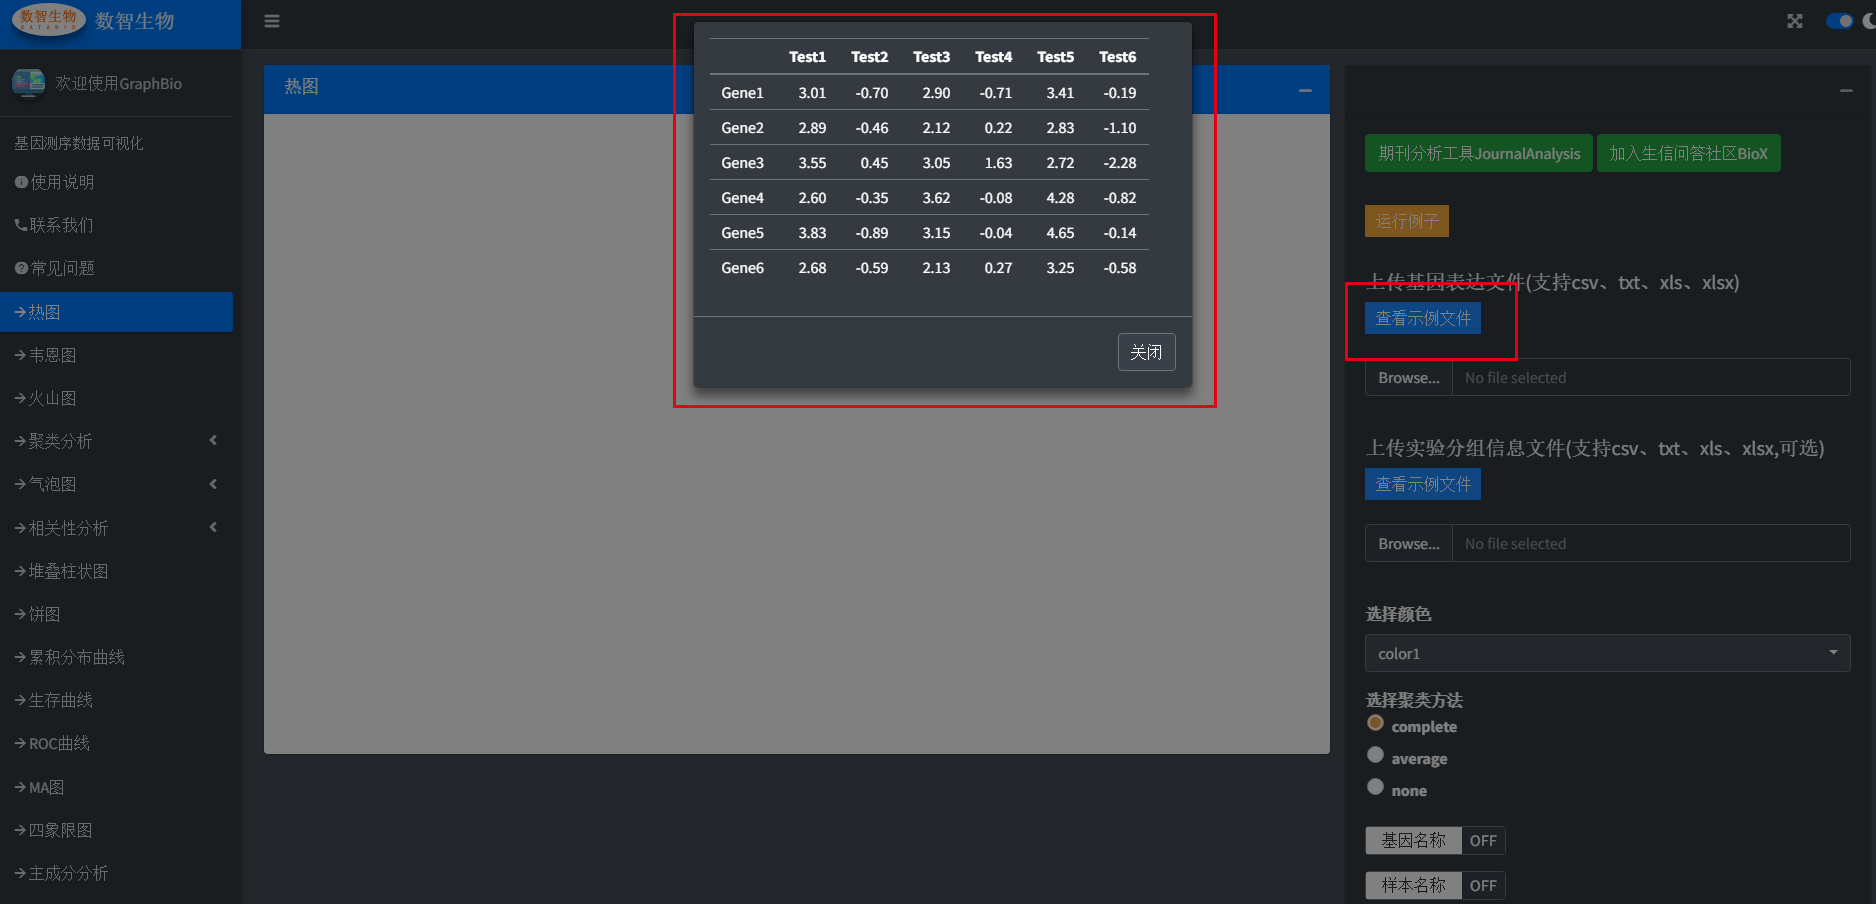 数智生物
DATABIO
数智生物
欢迎使用GraphBio
基因测序数据可视化
使用说明
联系我们
常见问题
热图
韦恩图
火山图
聚类分析
气泡图
相关性分析
堆叠柱状图
饼图
累积分布曲线
生存曲线
ROC曲线
MA图
四象限图
主成分分析
热图
Test1 Test2 Test3 Test4 Test5 Test6
Gene1 3.01 -0.70 2.90 -0.71 3.41 -0.19
Gene2 2.89 -0.46 2.12 0.22 2.83 -1.10
Gene3 3.55 0.45 3.05 1.63 2.72 -2.28
Gene4 2.60 -0.35 3.62 -0.08 4.28 -0.82
Gene5 3.83 -0.89 3.15 -0.04 4.65 -0.14
Gene6 2.68 -0.59 2.13 0.27 3.25 -0.58
关闭
期刊分析工具JournalAnalysis 加入生信问答社区BioX
运行例子
上传基因表达文件(支持csv、txt、xls、xlsx)
查看示例文件
Browse... No file selected
上传实验分组信息文件(支持csv、txt、xls、xlsx,可选)
查看示例文件
Browse... No file selected
选择颜色
color1
选择聚类方法
complete
average
none
基因名称 OFF
样本名称 OFF